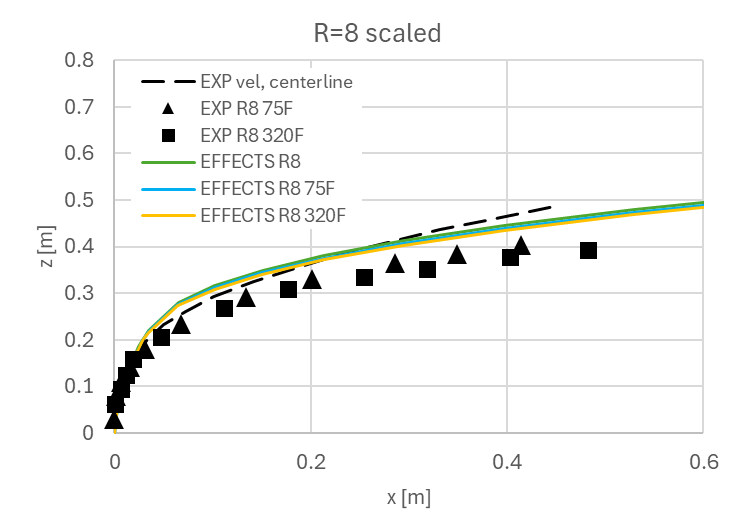 R=8 scaled
0.8
0.7
0.6
0.5
0.4
0.3
0.2
0.1
0
z [m]
EXP vel, centerline
EXP R8 75F
EXP R8 320F
EFFECTS R8
EFFECTS R8 75F
EFFECTS R8 320F
0 0.2 0.4 0.6
x [m]